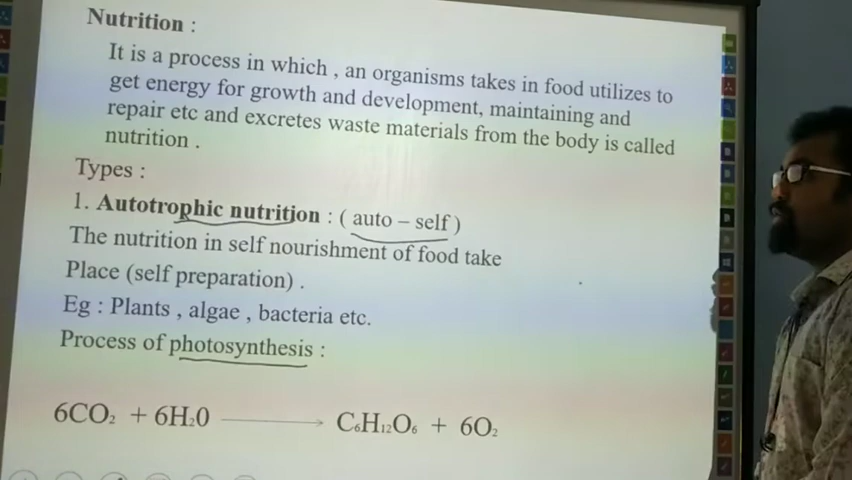 Nutrition :
It is a process in which , an organisms takes in food utilizes to
get energy for growth and development, maintaining and
repair etc and excretes waste materials from the body is called
nutrition .
Types :
1. Autotrophic nutrition : ( auto – self )
The nutrition in self nourishment of food take
Place (self preparation) .
Eg : Plants , algae , bacteria etc.
Process of photosynthesis :
6CO₂ + 6H₂0 ⟶ C₆H₁₂O₆ + 6O₂